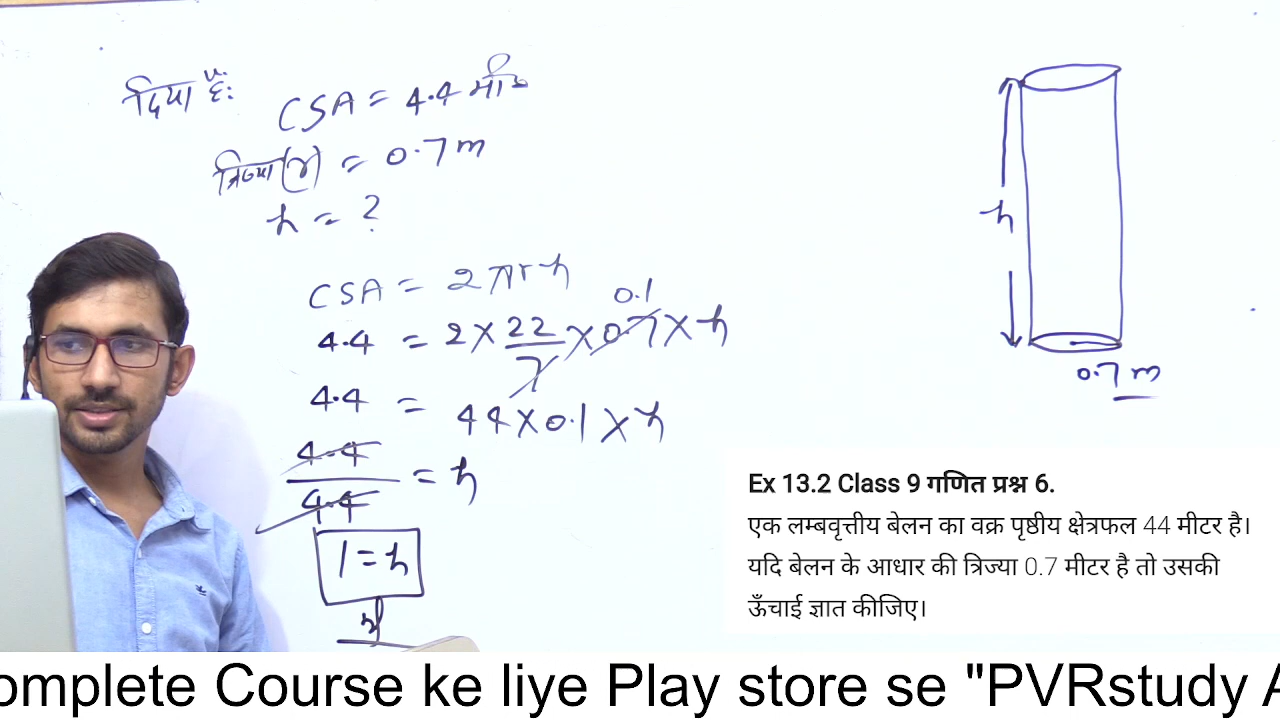 दिया है:
CSA = 4.4 मी²
त्रिज्या (r) = 0.7 m
h = ?
CSA = 2πrh
0.1
4.4 = 2 × 22/7 × 0.7 × h
4.4 = 44 × 0.1 × h
4.4/4.4 = h
1 = h
h
0.7 m
Ex 13.2 Class 9 गणित प्रश्न 6.
एक लम्बवृत्तीय बेलन का वक्र पृष्ठीय क्षेत्रफल 44 मीटर है।
यदि बेलन के आधार की त्रिज्या 0.7 मीटर है तो उसकी
ऊँचाई ज्ञात कीजिए।
omplete Course ke liye Play store se "PVRstudy A